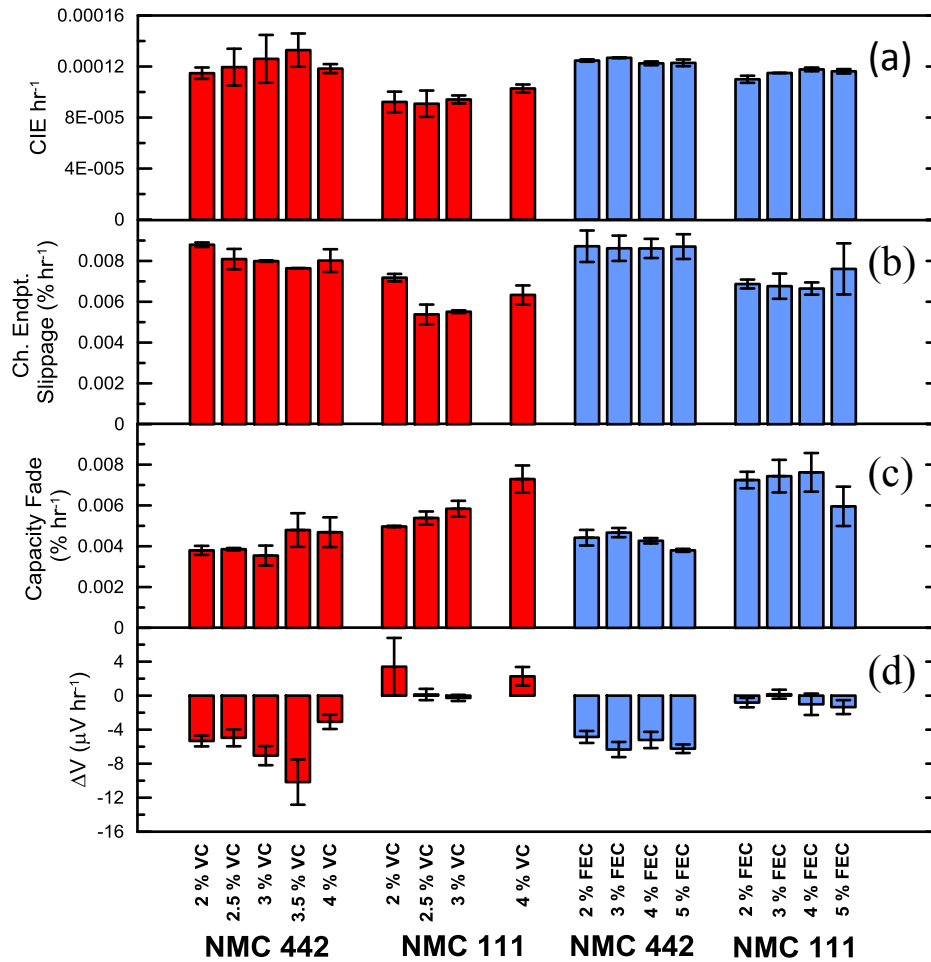 0.00016
0.00012
8E-005
4E-005
0
CIE hr⁻¹
(a)
0.008
0.006
0.004
0.002
0
Ch. Endpt.
Slippage (% hr⁻¹)
(b)
0.008
0.006
0.004
0.002
0
Capacity Fade
(% hr⁻¹)
(c)
4
0
-4
-8
-12
-16
ΔV (μV hr⁻¹)
(d)
2 % VC
2.5 % VC
3 % VC
3.5 % VC
4 % VC
2 % VC
2.5 % VC
3 % VC
4 % VC
2 % FEC
3 % FEC
4 % FEC
5 % FEC
2 % FEC
3 % FEC
4 % FEC
5 % FEC
NMC 442 NMC 111 NMC 442 NMC 111